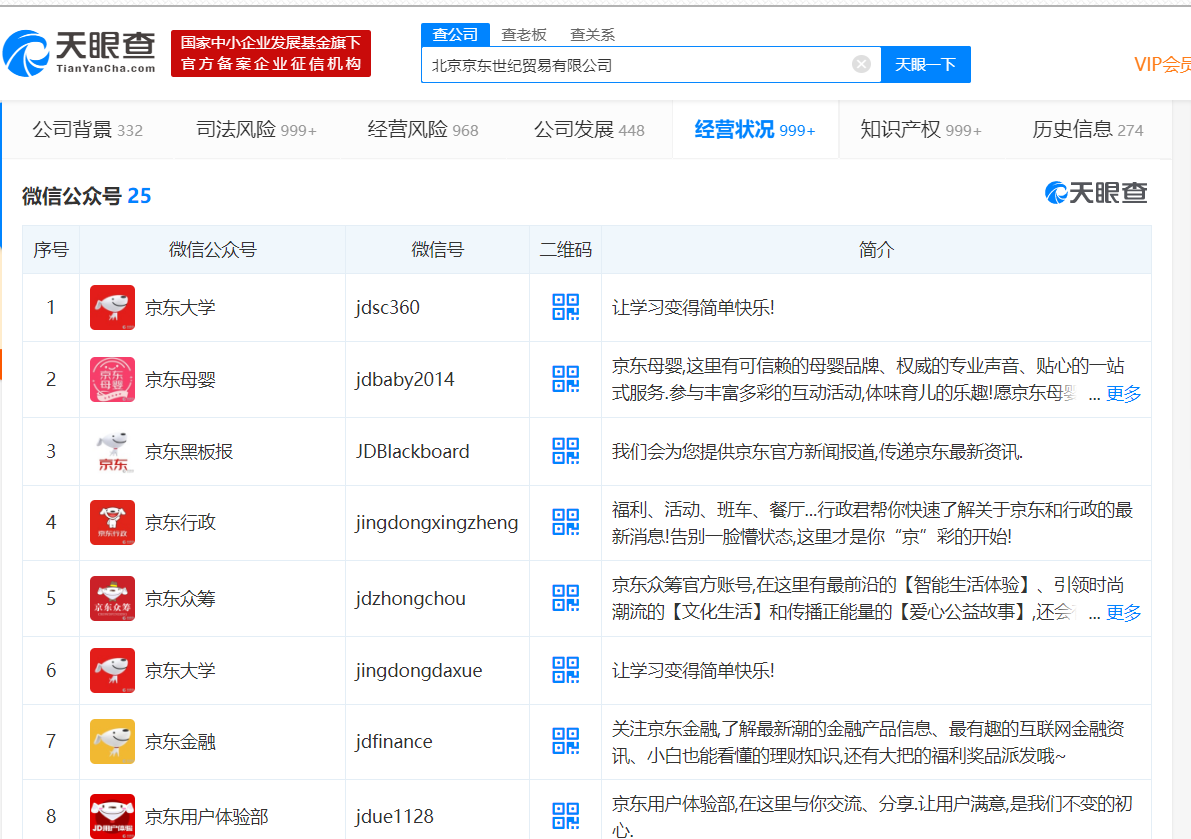 天眼查
TianYanCha.com
国家中小企业发展基金旗下
官方备案企业征信机构
查公司 查老板 查关系
北京京东世纪贸易有限公司
天眼一下
VIP会员
公司背景 332 司法风险 999+ 经营风险 968 公司发展 448 经营状况 999+ 知识产权 999+ 历史信息 274
微信公众号 25
天眼查
序号 微信公众号 微信号 二维码 简介
1 京东大学 jdsc360 让学习变得简单快乐!
2 京东母婴 jdbaby2014 京东母婴,这里有可信赖的母婴品牌、权威的专业声音、贴心的一站
式服务.参与丰富多彩的互动活动,体味育儿的乐趣!愿京东母婴 ... 更多
京东
母婴
3 京东黑板报 JDBlackboard 我们会为您提供京东官方新闻报道,传递京东最新资讯.
京东
4 京东行政 jingdongxingzheng 福利、活动、班车、餐厅...行政君帮你快速了解关于京东和行政的最
新消息!告别一脸懵状态,这里才是你“京”彩的开始!
京东行政
5 京东众筹 jdzhongchou 京东众筹官方账号,在这里有最前沿的【智能生活体验】、引领时尚
潮流的【文化生活】和传播正能量的【爱心公益故事】,还会 ... 更多
京东众筹
6 京东大学 jingdongdaxue 让学习变得简单快乐!
7 京东金融 jdfinance 关注京东金融,了解最新潮的金融产品信息、最有趣的互联网金融资
讯、小白也能看懂的理财知识,还有大把的福利奖品派发哦~
8 京东用户体验部 jdue1128 京东用户体验部,在这里与你交流、分享.让用户满意,是我们不变的初
心.
JD用户体验